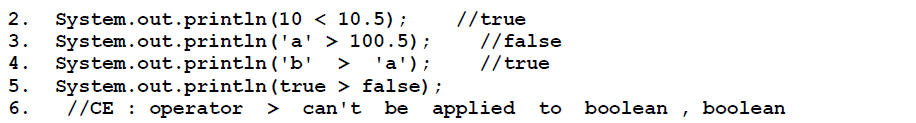 2. System.out.println(10 < 10.5); //true
3. System.out.println('a' > 100.5); //false
4. System.out.println('b' > 'a'); //true
5. System.out.println(true > false);
6. //CE : operator > can't be applied to boolean , boolean